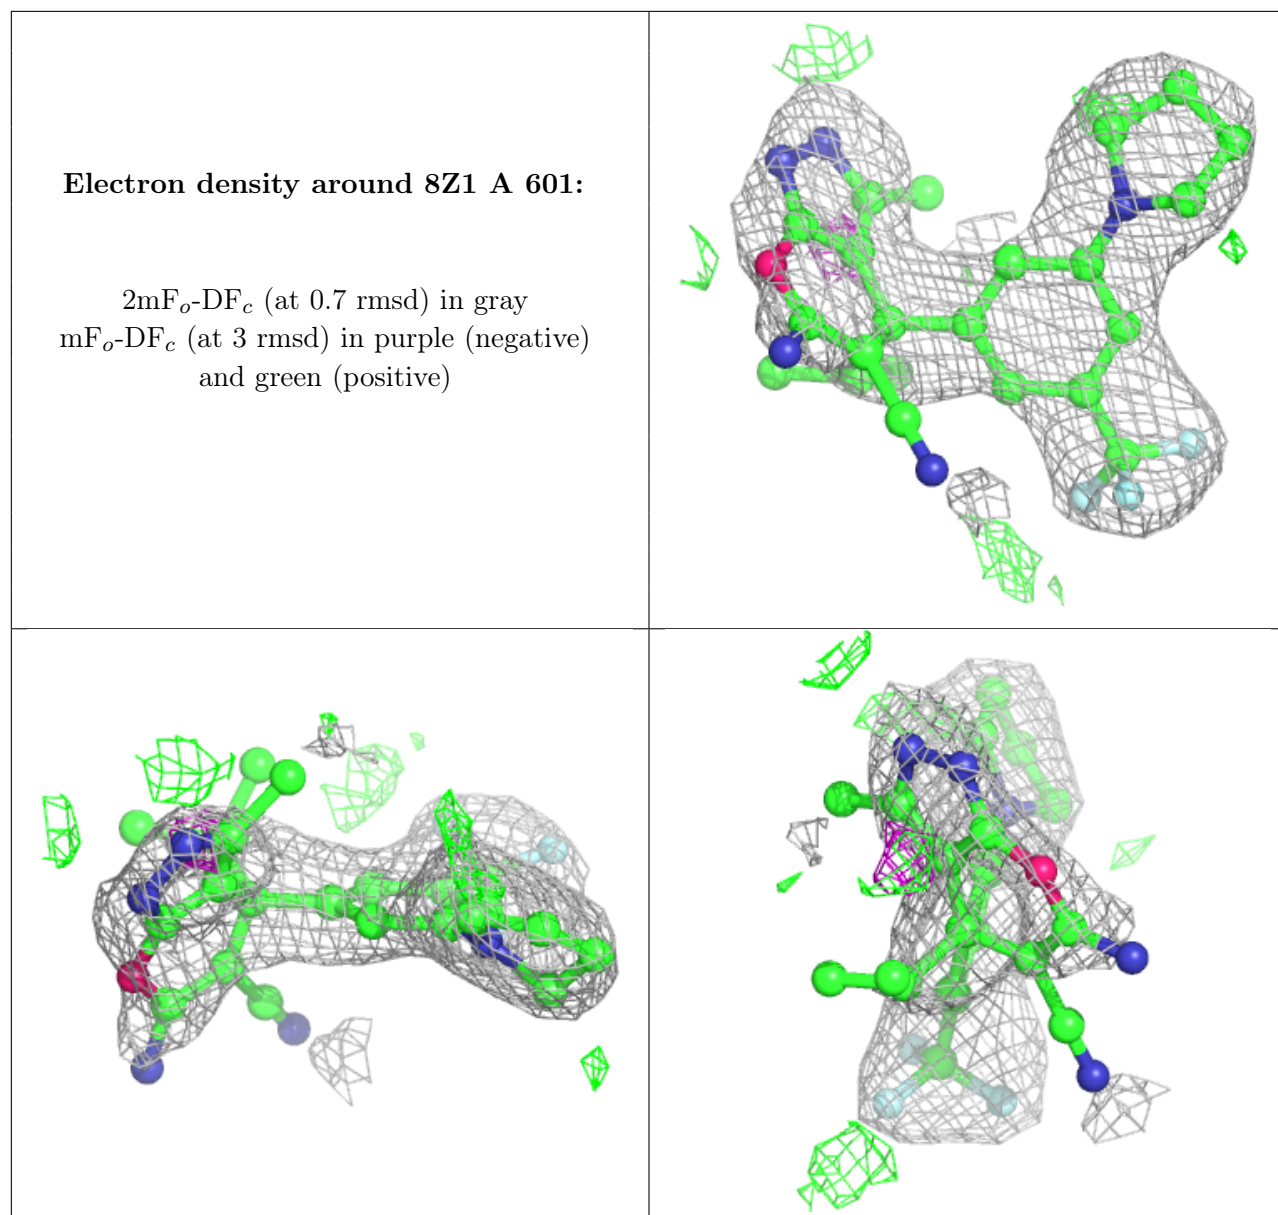 Electron density around 8Z1 A 601:
2mFₒ-DF𝒸 (at 0.7 rmsd) in gray
mFₒ-DF𝒸 (at 3 rmsd) in purple (negative)
and green (positive)